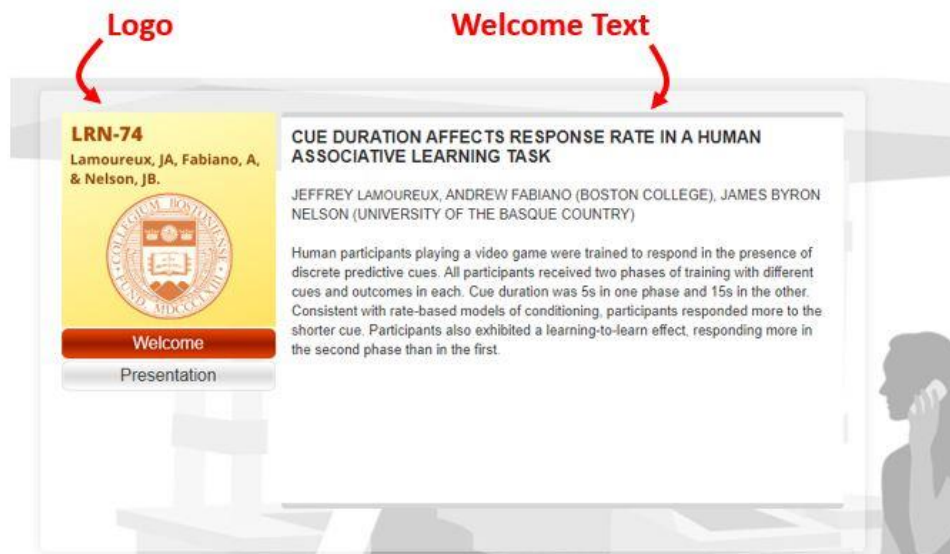 Logo
Welcome Text
LRN-74
Lamoureux, JA, Fabiano, A,
& Nelson, JB.
COLLEGIUM BOSTONIENSE
FUND. MDCCCLXIII
Welcome
Presentation
CUE DURATION AFFECTS RESPONSE RATE IN A HUMAN
ASSOCIATIVE LEARNING TASK
JEFFREY LAMOUREUX, ANDREW FABIANO (BOSTON COLLEGE), JAMES BYRON
NELSON (UNIVERSITY OF THE BASQUE COUNTRY)
Human participants playing a video game were trained to respond in the presence of
discrete predictive cues. All participants received two phases of training with different
cues and outcomes in each. Cue duration was 5s in one phase and 15s in the other.
Consistent with rate-based models of conditioning, participants responded more to the
shorter cue. Participants also exhibited a learning-to-learn effect, responding more in
the second phase than in the first.